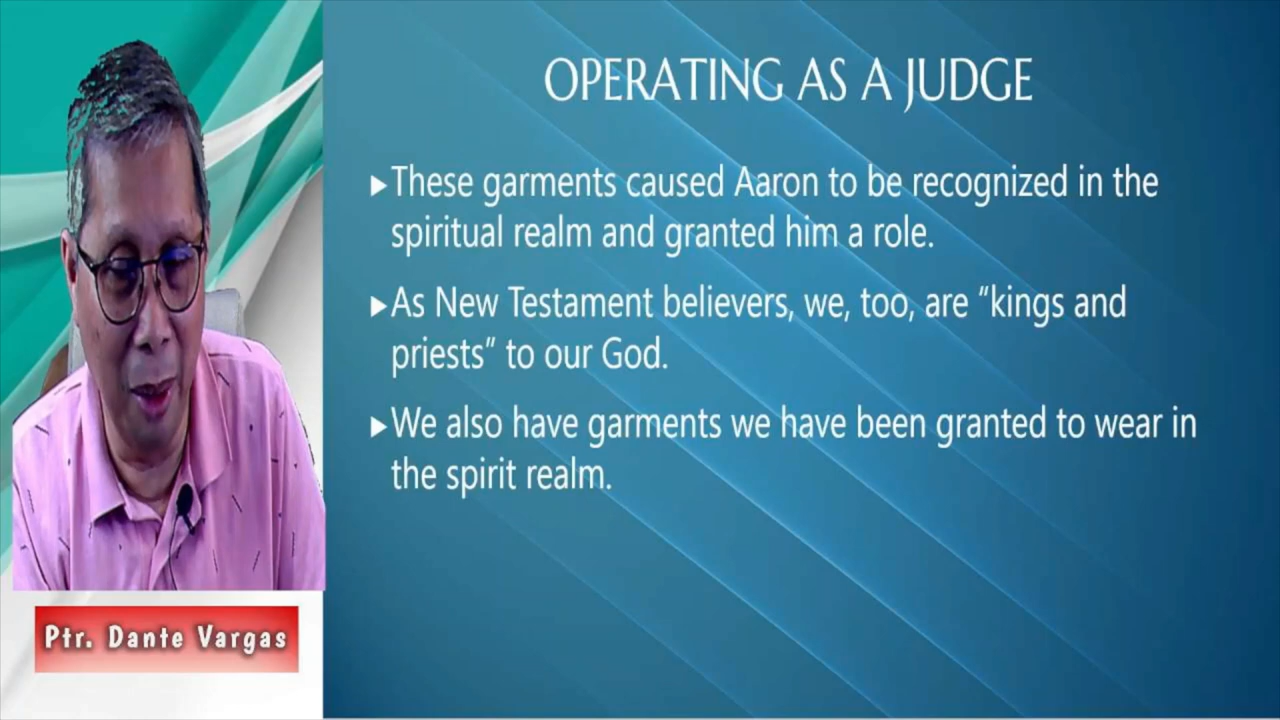 OPERATING AS A JUDGE
▸These garments caused Aaron to be recognized in the
spiritual realm and granted him a role.
▸As New Testament believers, we, too, are “kings and
priests” to our God.
▸We also have garments we have been granted to wear in
the spirit realm.
Ptr. Dante Vargas